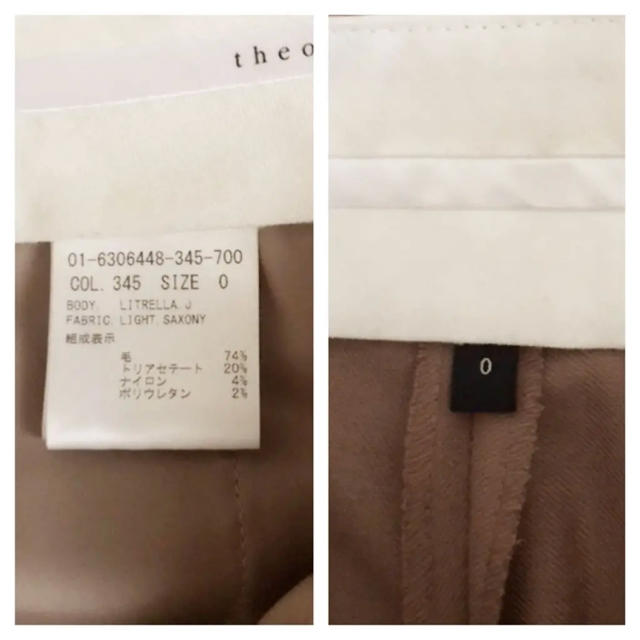 theo
01-6306448-345-700
COL. 345 SIZE 0
BODY. LITRELLA.J
FABRIC. LIGHT.SAXONY
組成表示
毛 74%
トリアセテート 20%
ナイロン 4%
ポリウレタン 2%
0